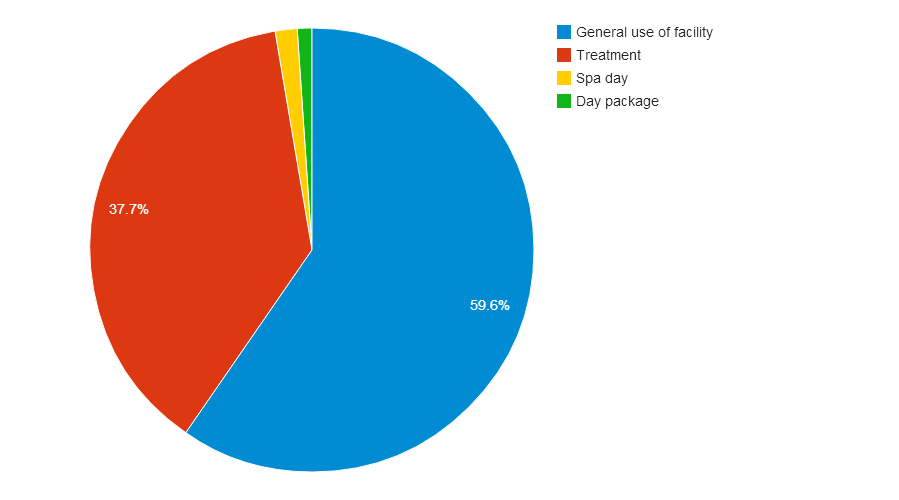 General use of facility
Treatment
Spa day
Day package
37.7%
59.6%